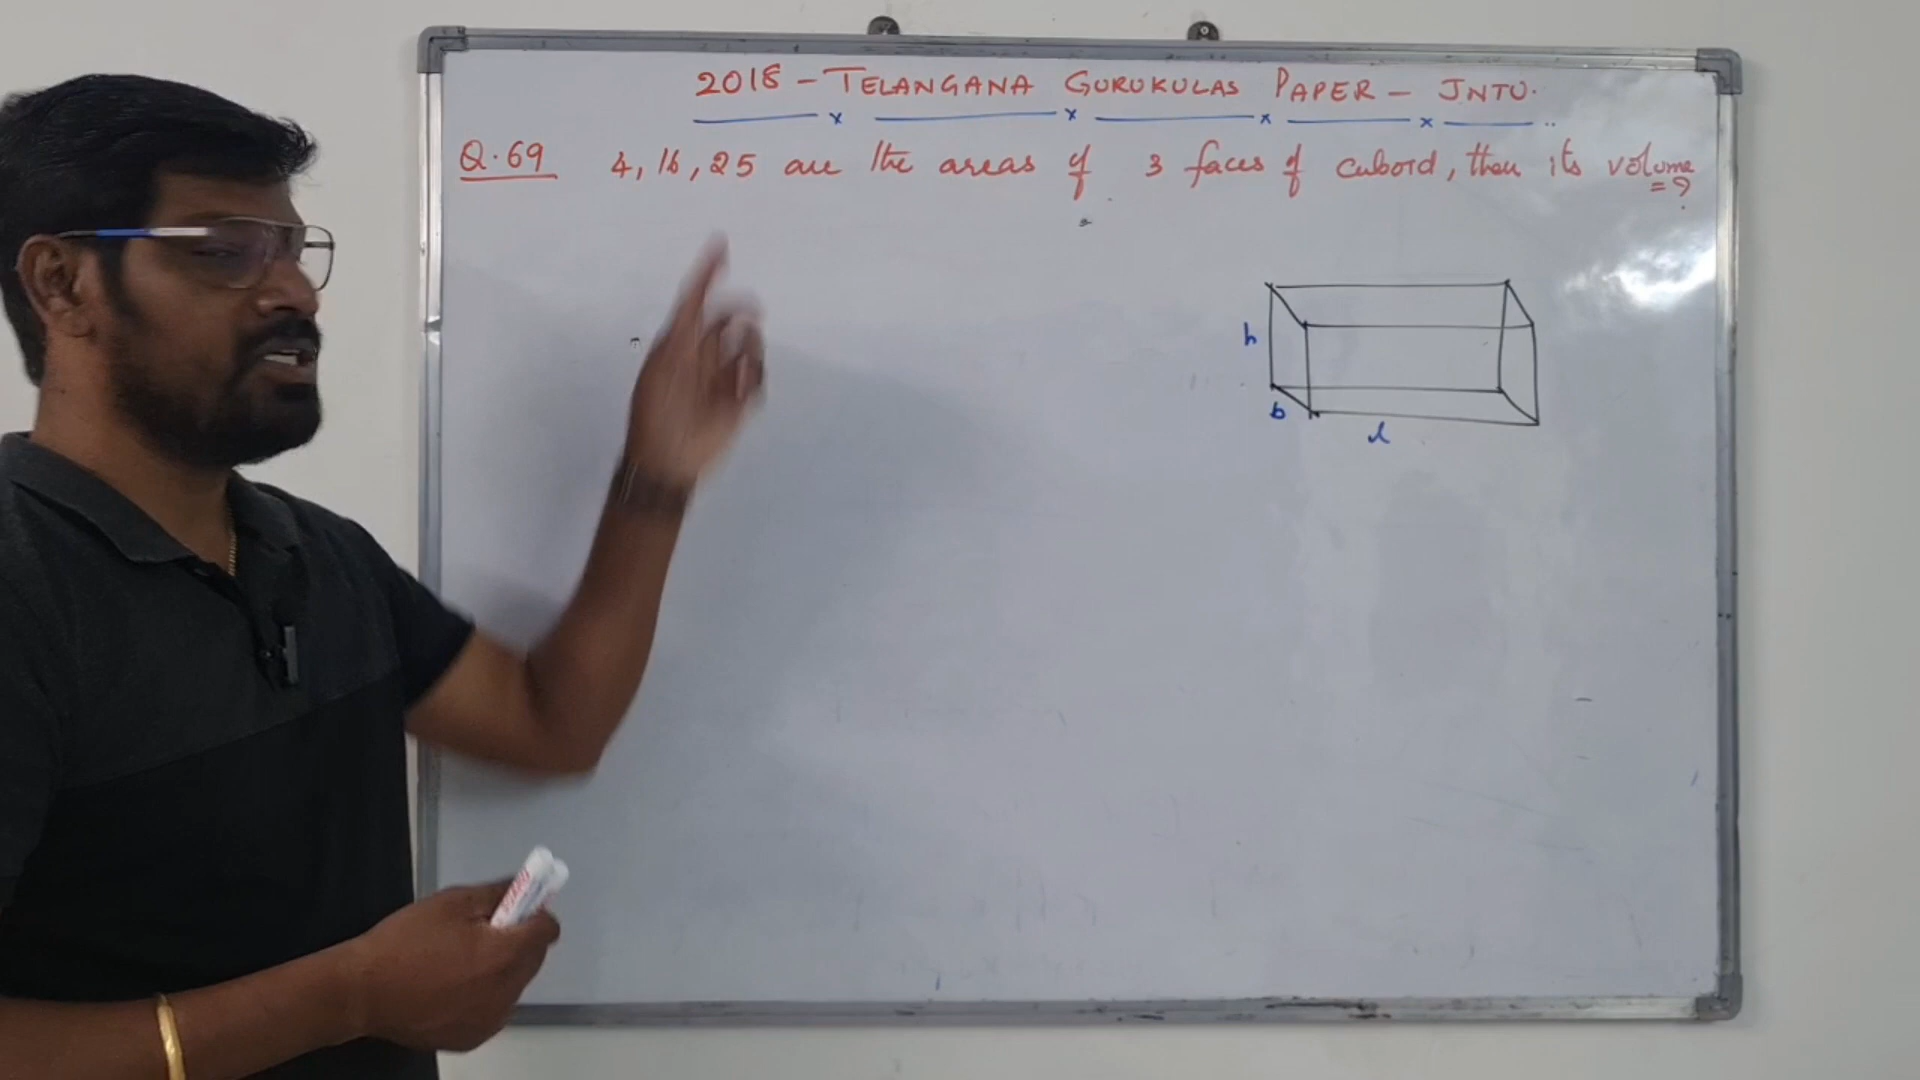 2018 - TELANGANA GURUKULAS PAPER - JNTU.
Q.69 4, 16, 25 are the areas of 3 faces of cuboid, then its volume = ?
h
b
l